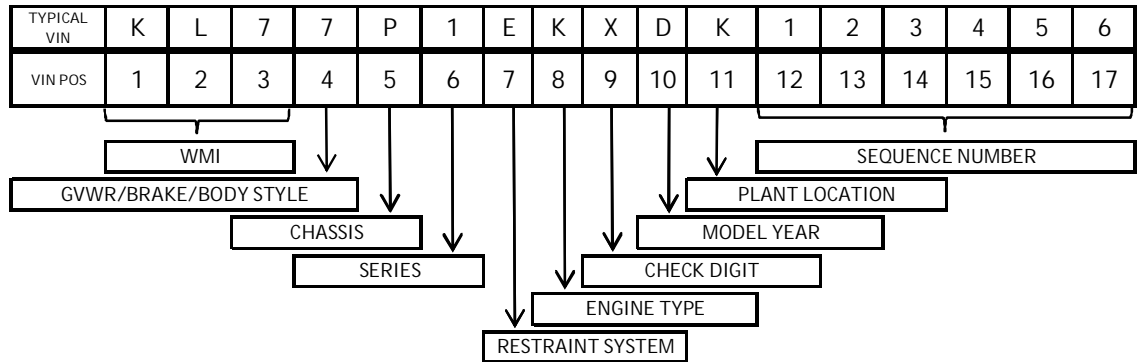 TYPICAL VIN K L 7 7 P 1 E K X D K 1 2 3 4 5 6
VIN POS 1 2 3 4 5 6 7 8 9 10 11 12 13 14 15 16 17
WMI SEQUENCE NUMBER
GVWR/BRAKE/BODY STYLE PLANT LOCATION
CHASSIS MODEL YEAR
SERIES CHECK DIGIT
ENGINE TYPE
RESTRAINT SYSTEM